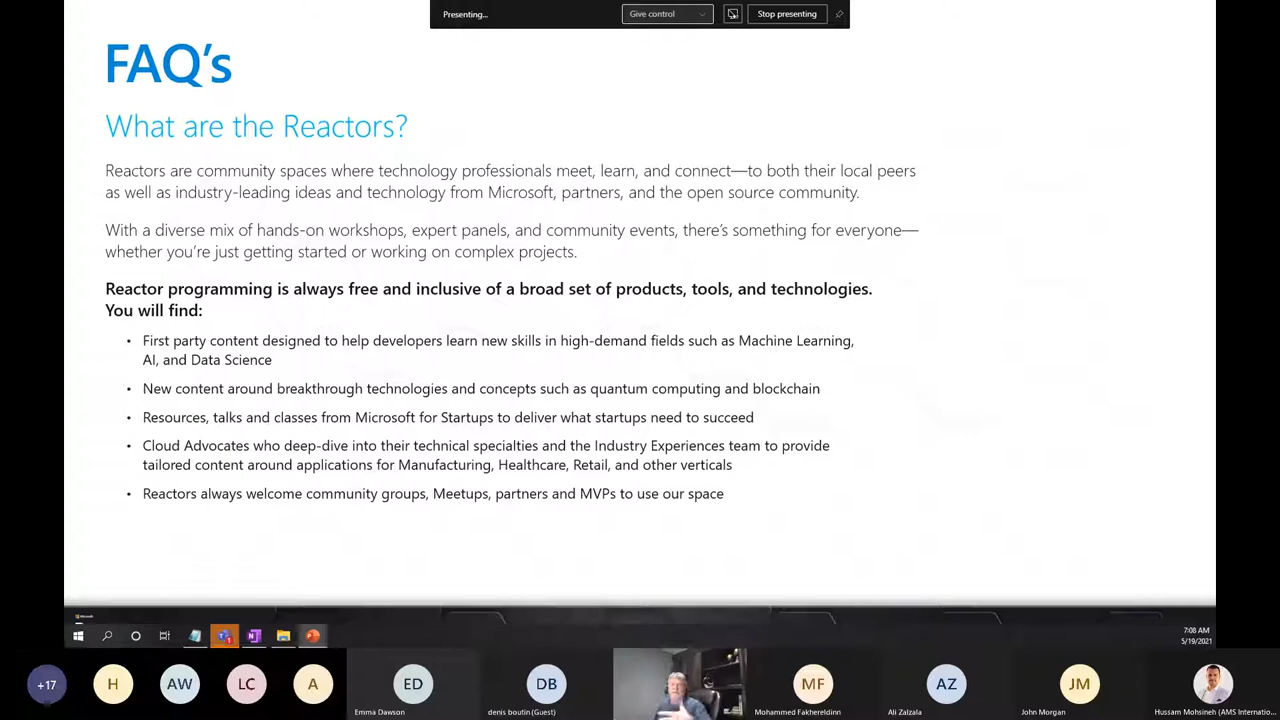 Presenting...
Give control
Stop presenting
FAQ's
What are the Reactors?
Reactors are community spaces where technology professionals meet, learn, and connect—to both their local peers
as well as industry-leading ideas and technology from Microsoft, partners, and the open source community.
With a diverse mix of hands-on workshops, expert panels, and community events, there's something for everyone—
whether you're just getting started or working on complex projects.
Reactor programming is always free and inclusive of a broad set of products, tools, and technologies.
You will find:
• First party content designed to help developers learn new skills in high-demand fields such as Machine Learning,
AI, and Data Science
• New content around breakthrough technologies and concepts such as quantum computing and blockchain
• Resources, talks and classes from Microsoft for Startups to deliver what startups need to succeed
• Cloud Advocates who deep-dive into their technical specialties and the Industry Experiences team to provide
tailored content around applications for Manufacturing, Healthcare, Retail, and other verticals
• Reactors always welcome community groups, Meetups, partners and MVPs to use our space
Microsoft
7:08 AM
5/19/2021
+17
H
AW
LC
A
ED
DB
MF
AZ
JM
Emma Dawson
denis boutin (Guest)
Mohammed Fakhereldinn
Ali Zalzala
John Morgan
Hussam Mohsineh (AMS Internatio...